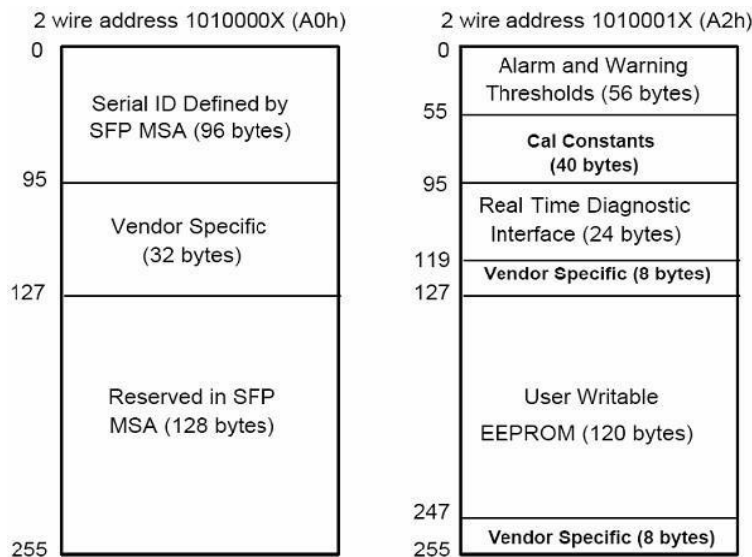 2 wire address 1010000X (A0h)
0
Serial ID Defined by
SFP MSA (96 bytes)
95
Vendor Specific
(32 bytes)
127
Reserved in SFP
MSA (128 bytes)
255
2 wire address 1010001X (A2h)
0
Alarm and Warning
Thresholds (56 bytes)
55
Cal Constants
(40 bytes)
95
Real Time Diagnostic
Interface (24 bytes)
119
Vendor Specific (8 bytes)
127
User Writable
EEPROM (120 bytes)
247
Vendor Specific (8 bytes)
255